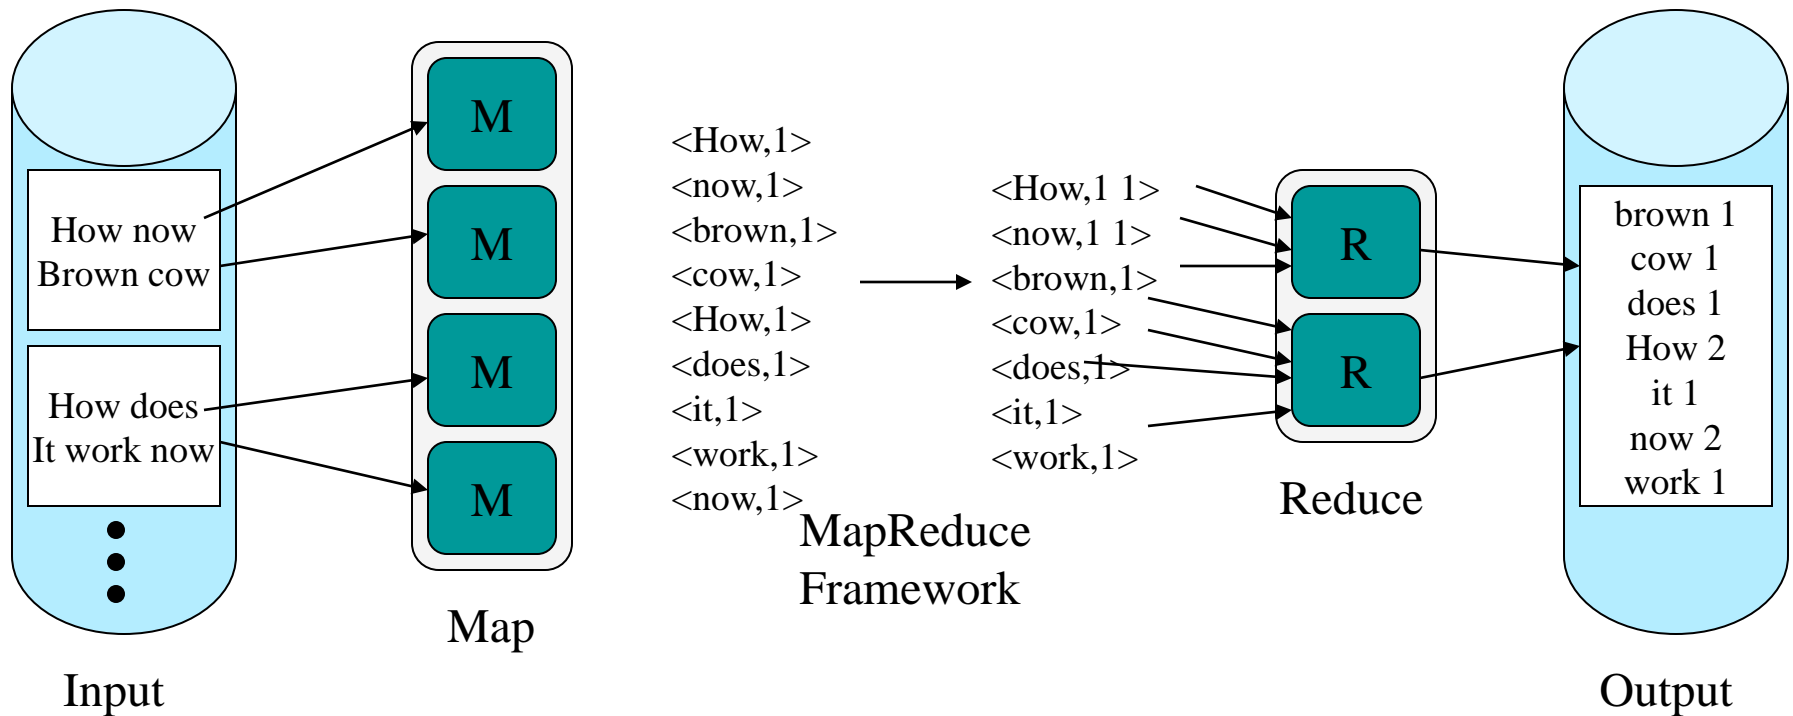 How now
Brown cow
How does
It work now
Input
M
M
M
M
Map
<How,1>
<now,1>
<brown,1>
<cow,1>
<How,1>
<does,1>
<it,1>
<work,1>
<now,1>
MapReduce
Framework
<How,1 1>
<now,1 1>
<brown,1>
<cow,1>
<does,1>
<it,1>
<work,1>
R
R
Reduce
brown 1
cow 1
does 1
How 2
it 1
now 2
work 1
Output